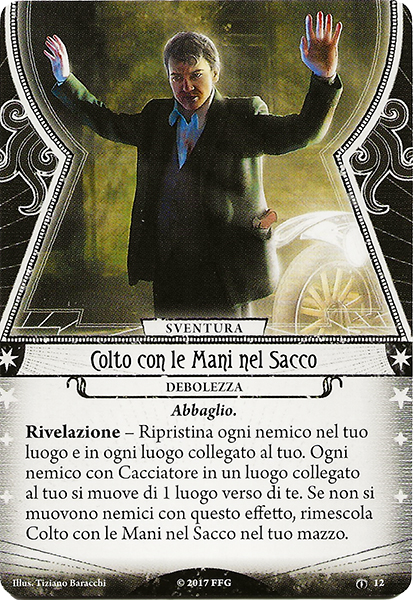 SVENTURA
Colto con le Mani nel Sacco
DEBOLEZZA
Abbaglio.
Rivelazione – Ripristina ogni nemico nel tuo
luogo e in ogni luogo collegato al tuo. Ogni
nemico con Cacciatore in un luogo collegato
al tuo si muove di 1 luogo verso di te. Se non si
muovono nemici con questo effetto, rimescola
Colto con le Mani nel Sacco nel tuo mazzo.
Illus. Tiziano Baracchi © 2017 FFG 12